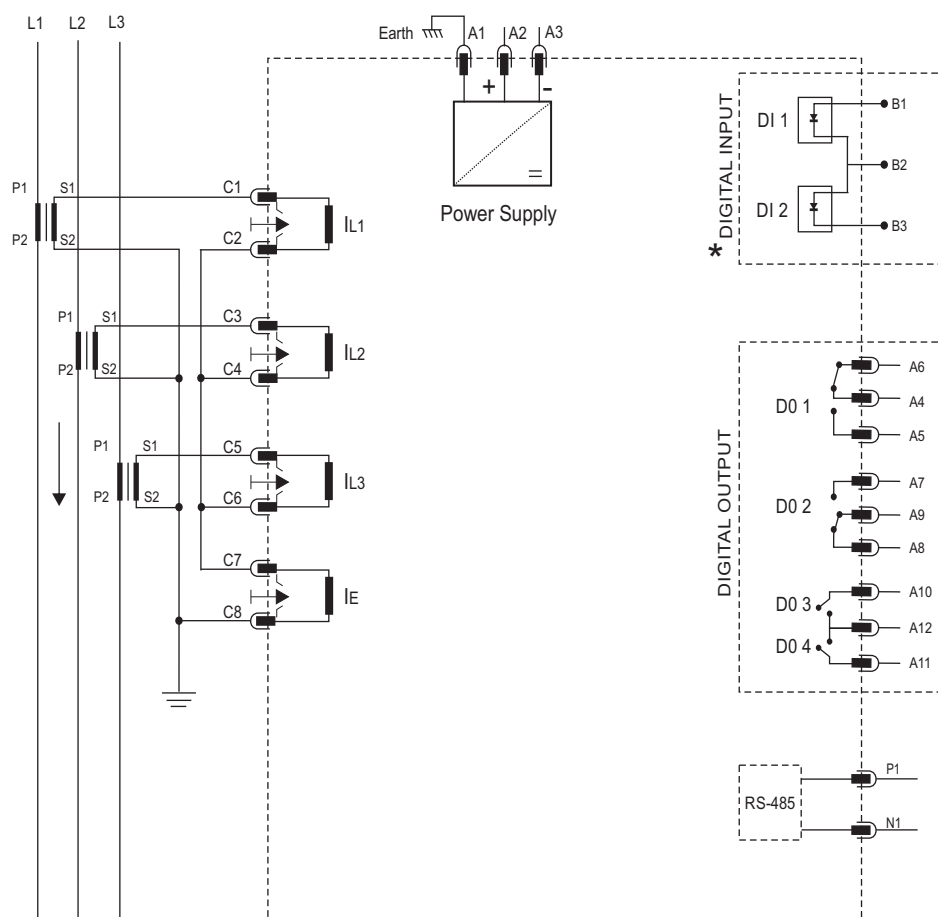 L1 L2 L3
Earth A1 A2 A3
+ -
Power Supply
DIGITAL INPUT
*
DI 1
B1
B2
DI 2
B3
P1 S1 C1
IL1
P2 S2 C2
P1 S1 C3
IL2
P2 S2 C4
P1 S1 C5
IL3
P2 S2 C6
C7
IE
C8
DIGITAL OUTPUT
A6
D0 1 A4
A5
A7
D0 2 A9
A8
A10
D0 3
A12
D0 4
A11
RS-485
P1
N1